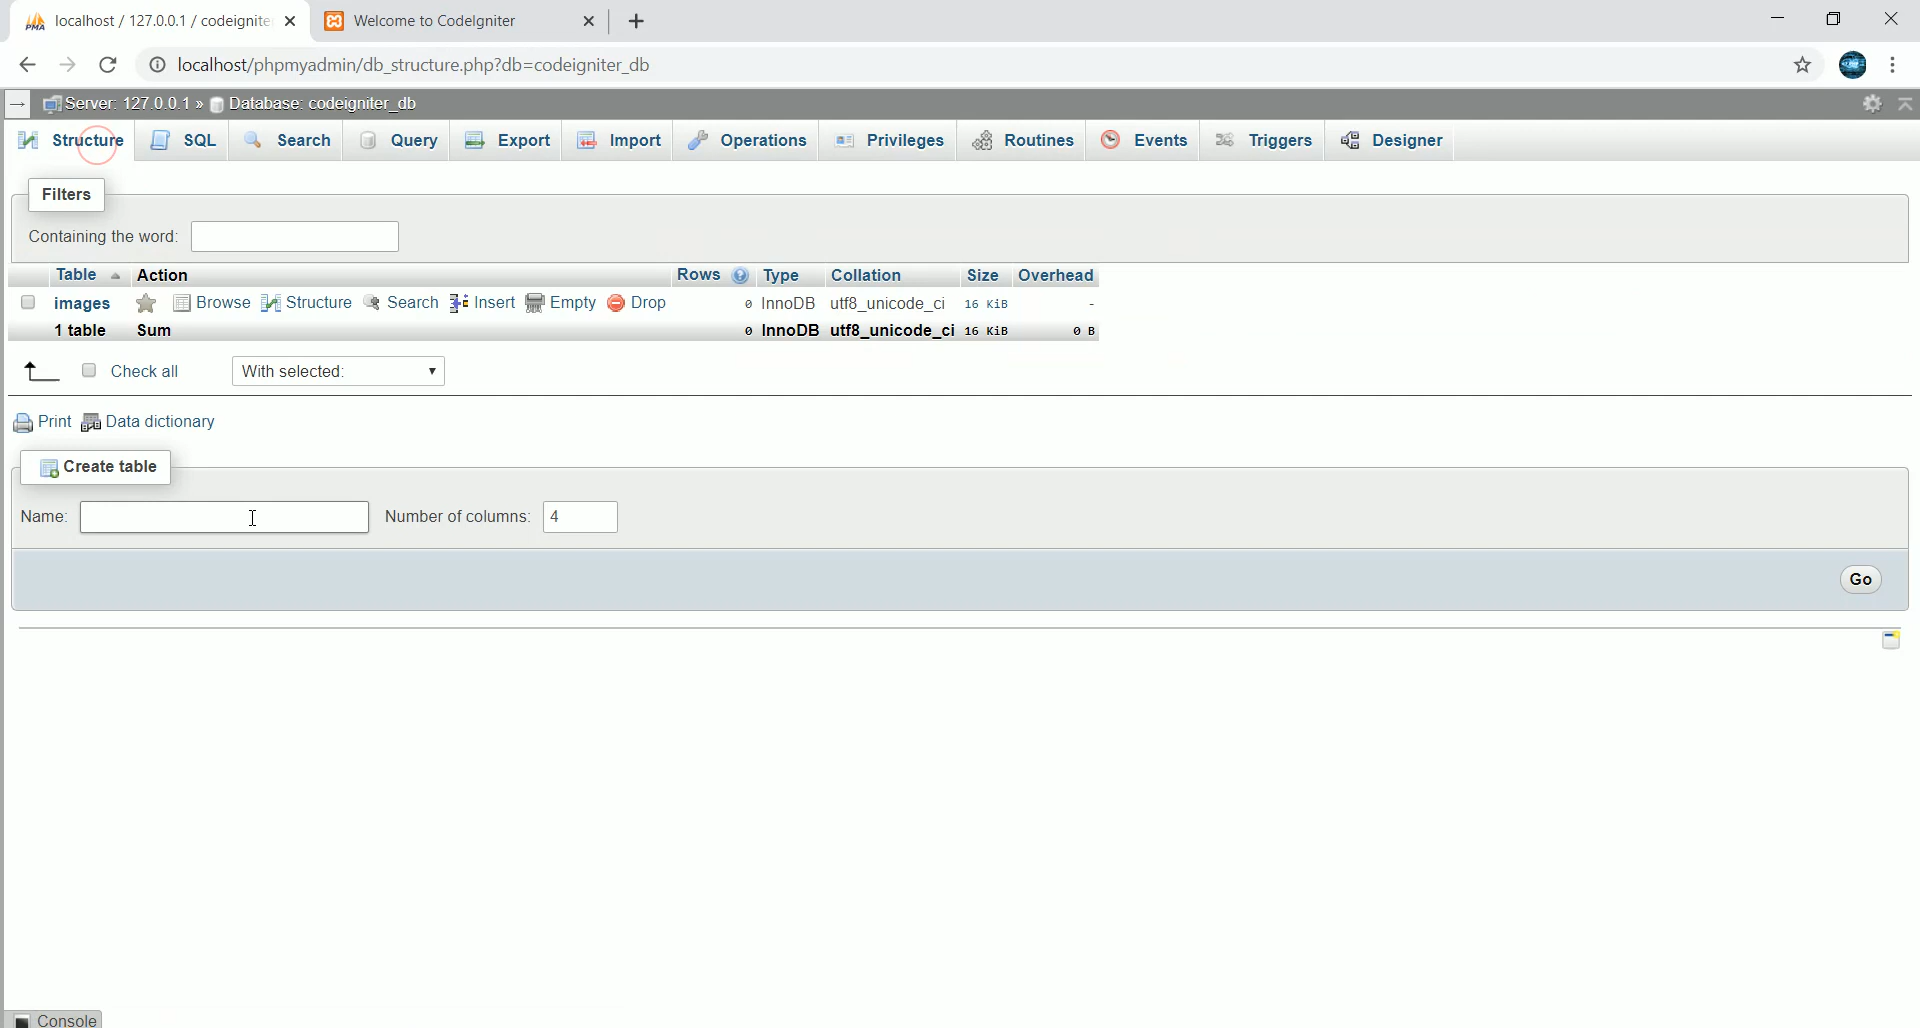 localhost / 127.0.0.1 / codeignite
Welcome to CodeIgniter
localhost/phpmyadmin/db_structure.php?db=codeigniter_db
Server: 127.0.0.1 » Database: codeigniter_db
Structure SQL Search Query Export Import Operations Privileges Routines Events Triggers Designer
Filters
Containing the word:
Table Action Rows Type Collation Size Overhead
images Browse Structure Search Insert Empty Drop 0 InnoDB utf8_unicode_ci 16 KiB -
1 table Sum 0 InnoDB utf8_unicode_ci 16 KiB 0 B
Check all With selected:
Print Data dictionary
Create table
Name: Number of columns: 4
Go
Console